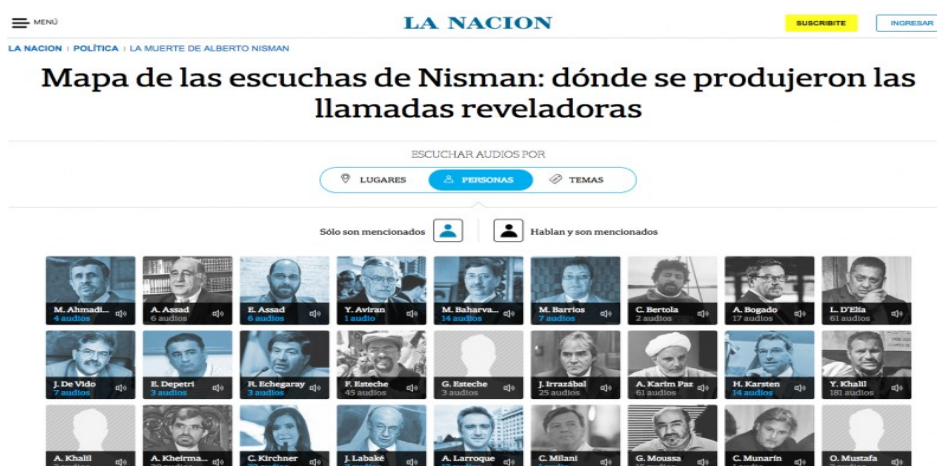 MENÚ
LA NACION
SUSCRIBITE
INGRESAR
LA NACION | POLÍTICA | LA MUERTE DE ALBERTO NISMAN
Mapa de las escuchas de Nisman: dónde se produjeron las
llamadas reveladoras
ESCUCHAR AUDIOS POR
LUGARES
PERSONAS
TEMAS
Sólo son mencionados
Hablan y son mencionados
M. Ahmadi...
4 audios
A. Assad
6 audios
E. Assad
6 audios
Y. Aviran
1 audio
M. Baharva...
M. Barrios
7 audios
C. Bertola
2 audios
A. Bogado
17 audios
L. D'Elia
61 audios
J. De Vido
7 audios
E. Depetri
3 audios
R. Echegaray
3 audios
F. Esteche
45 audios
G. Esteche
3 audios
J. Irrazábal
25 audios
A. Karim Paz
61 audios
H. Karsten
14 audios
Y. Khalil
181 audios
A. Khalil
A. Kheirma...
C. Kirchner
J. Labaké
A. Larroque
C. Milani
G. Moussa
C. Munarín
O. Mustafa